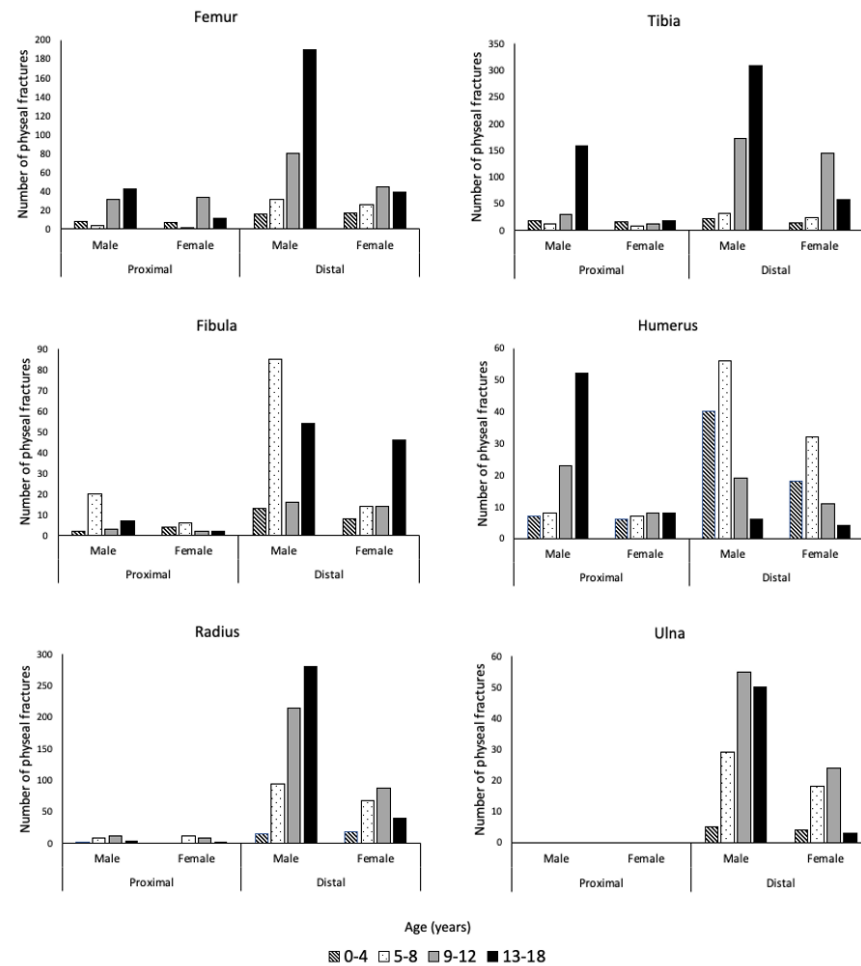 Femur
Number of physeal fractures
200
180
160
140
120
100
80
60
40
20
0
Male Female Male Female
Proximal Distal
Tibia
Number of physeal fractures
350
300
250
200
150
100
50
0
Male Female Male Female
Proximal Distal
Fibula
Number of physeal fractures
90
80
70
60
50
40
30
20
10
0
Male Female Male Female
Proximal Distal
Humerus
Number of physeal fractures
60
50
40
30
20
10
0
Male Female Male Female
Proximal Distal
Radius
Number of physeal fractures
300
250
200
150
100
50
0
Male Female Male Female
Proximal Distal
Ulna
Number of physeal fractures
60
50
40
30
20
10
0
Male Female Male Female
Proximal Distal
Age (years)
0-4 5-8 9-12 13-18